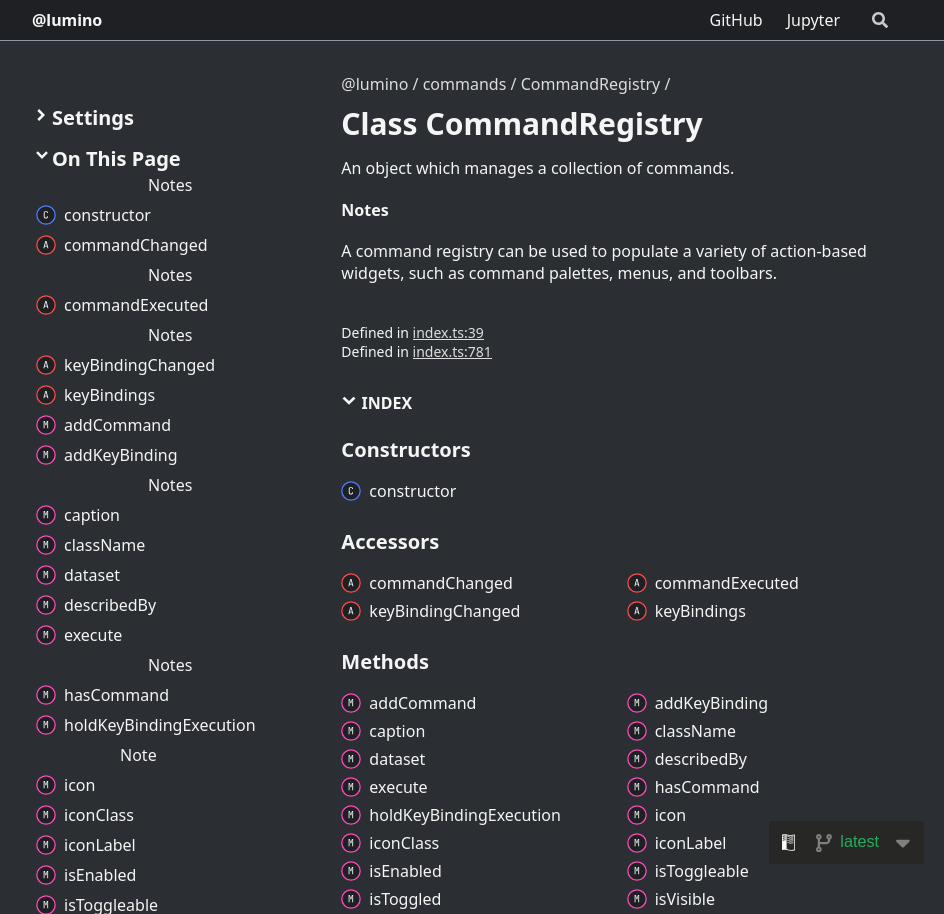 @lumino
GitHub Jupyter
Settings
On This Page
Notes
C constructor
A commandChanged
Notes
A commandExecuted
Notes
A keyBindingChanged
A keyBindings
M addCommand
M addKeyBinding
Notes
M caption
M className
M dataset
M describedBy
M execute
Notes
M hasCommand
M holdKeyBindingExecution
Note
M icon
M iconClass
M iconLabel
M isEnabled
M isToggleable
@lumino / commands / CommandRegistry /
Class CommandRegistry
An object which manages a collection of commands.
Notes
A command registry can be used to populate a variety of action-based
widgets, such as command palettes, menus, and toolbars.
Defined in index.ts:39
Defined in index.ts:781
INDEX
Constructors
C constructor
Accessors
A commandChanged A commandExecuted
A keyBindingChanged A keyBindings
Methods
M addCommand M addKeyBinding
M caption M className
M dataset M describedBy
M execute M hasCommand
M holdKeyBindingExecution M icon
M iconClass M iconLabel
M isEnabled M isToggleable
M isToggled M isVisible
latest